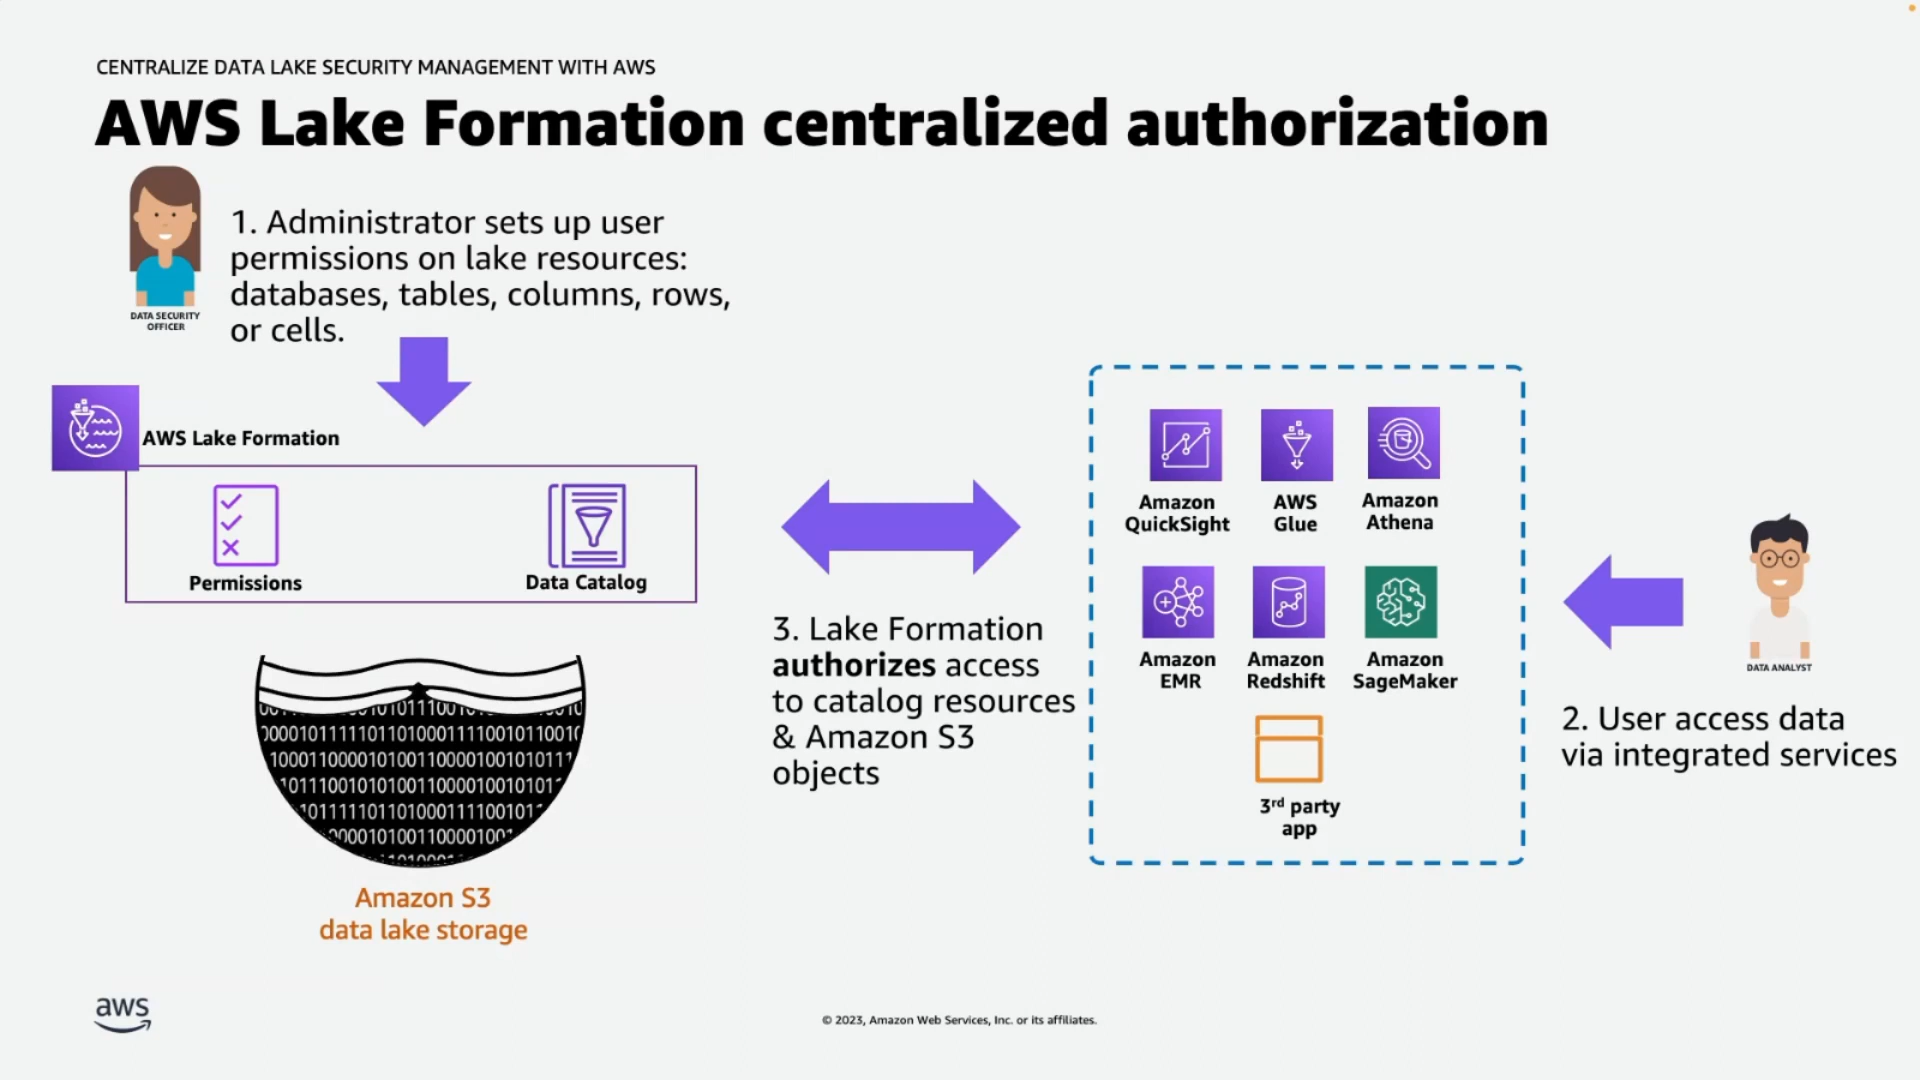 CENTRALIZE DATA LAKE SECURITY MANAGEMENT WITH AWS
AWS Lake Formation centralized authorization
1. Administrator sets up user
permissions on lake resources:
databases, tables, columns, rows,
or cells.
DATA SECURITY
OFFICER
AWS Lake Formation
Permissions
Data Catalog
Amazon S3
data lake storage
3. Lake Formation
authorizes access
to catalog resources
& Amazon S3
objects
Amazon
QuickSight
AWS
Glue
Amazon
Athena
Amazon
EMR
Amazon
Redshift
Amazon
SageMaker
3rd party
app
DATA ANALYST
2. User access data
via integrated services
aws
© 2023, Amazon Web Services, Inc. or its affiliates.